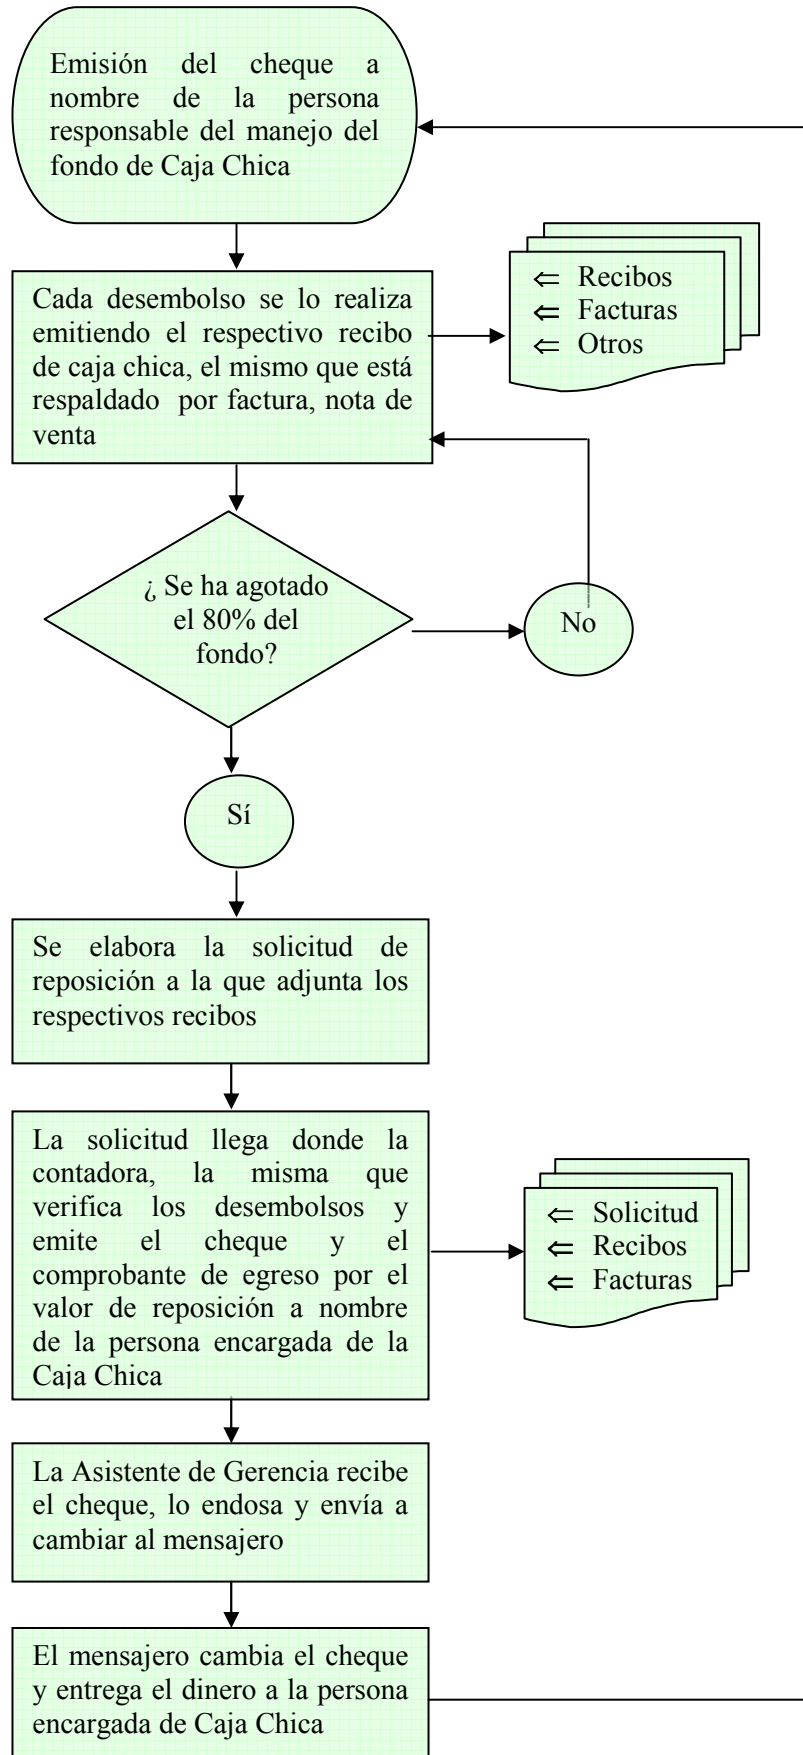 Emisión del cheque a
nombre de la persona
responsable del manejo del
fondo de Caja Chica
Cada desembolso se lo realiza
emitiendo el respectivo recibo
de caja chica, el mismo que está
respaldado por factura, nota de
venta
⇐ Recibos
⇐ Facturas
⇐ Otros
¿ Se ha agotado
el 80% del
fondo?
No
Sí
Se elabora la solicitud de
reposición a la que adjunta los
respectivos recibos
La solicitud llega donde la
contadora, la misma que
verifica los desembolsos y
emite el cheque y el
comprobante de egreso por el
valor de reposición a nombre
de la persona encargada de la
Caja Chica
⇐ Solicitud
⇐ Recibos
⇐ Facturas
La Asistente de Gerencia recibe
el cheque, lo endosa y envía a
cambiar al mensajero
El mensajero cambia el cheque
y entrega el dinero a la persona
encargada de Caja Chica